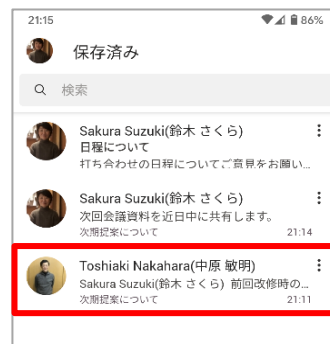 21:15
86%
保存済み
検索
Sakura Suzuki(鈴木 さくら)
日程について
打ち合わせの日程についてご意見をお願い...
Sakura Suzuki(鈴木 さくら)
次回会議資料を近日中に共有します。
次期提案について 21:14
Toshiaki Nakahara(中原 敏明)
Sakura Suzuki(鈴木 さくら) 前回改修時の...
次期提案について 21:11